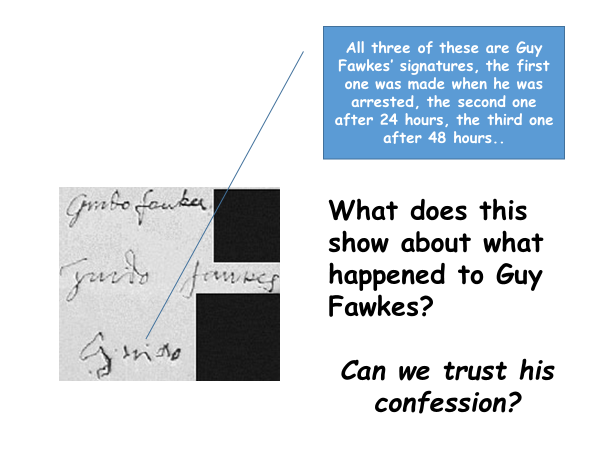 All three of these are Guy
Fawkes' signatures, the first
one was made when he was
arrested, the second one
after 24 hours, the third one
after 48 hours..
Guido faukes
Guido fawkes
Guido
What does this
show about what
happened to Guy
Fawkes?
Can we trust his
confession?